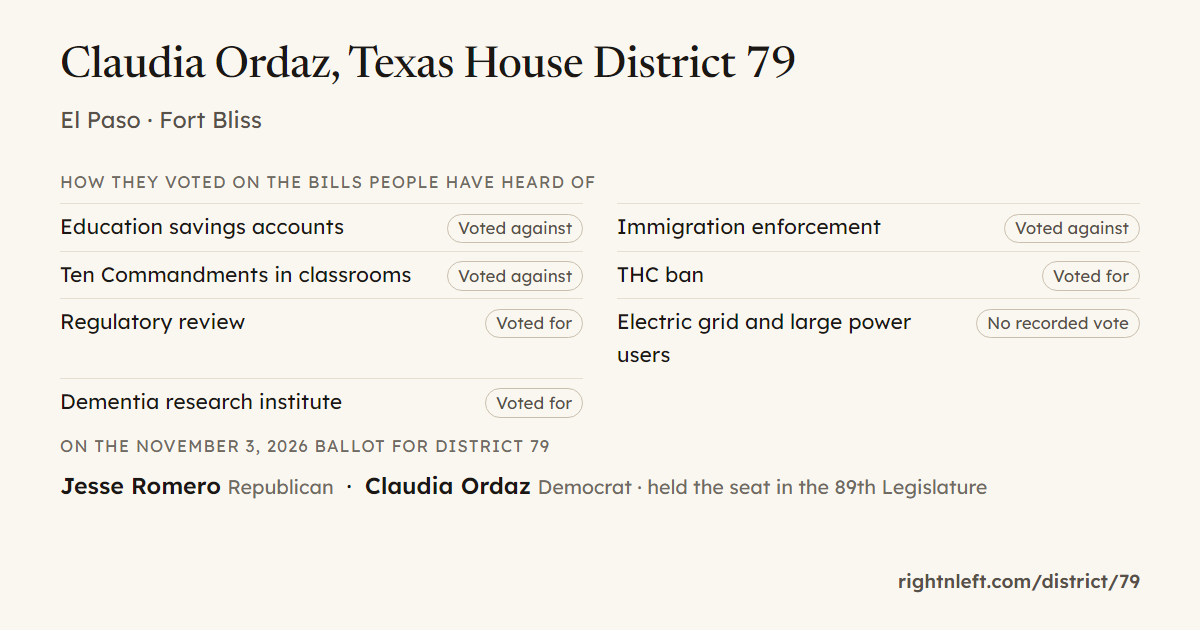 Claudia Ordaz, Texas House District 79
El Paso · Fort Bliss
HOW THEY VOTED ON THE BILLS PEOPLE HAVE HEARD OF
Education savings accounts Voted against
Immigration enforcement Voted against
Ten Commandments in classrooms Voted against
THC ban Voted for
Regulatory review Voted for
Electric grid and large power users No recorded vote
Dementia research institute Voted for
ON THE NOVEMBER 3, 2026 BALLOT FOR DISTRICT 79
Jesse Romero Republican · Claudia Ordaz Democrat · held the seat in the 89th Legislature
rightnleft.com/district/79